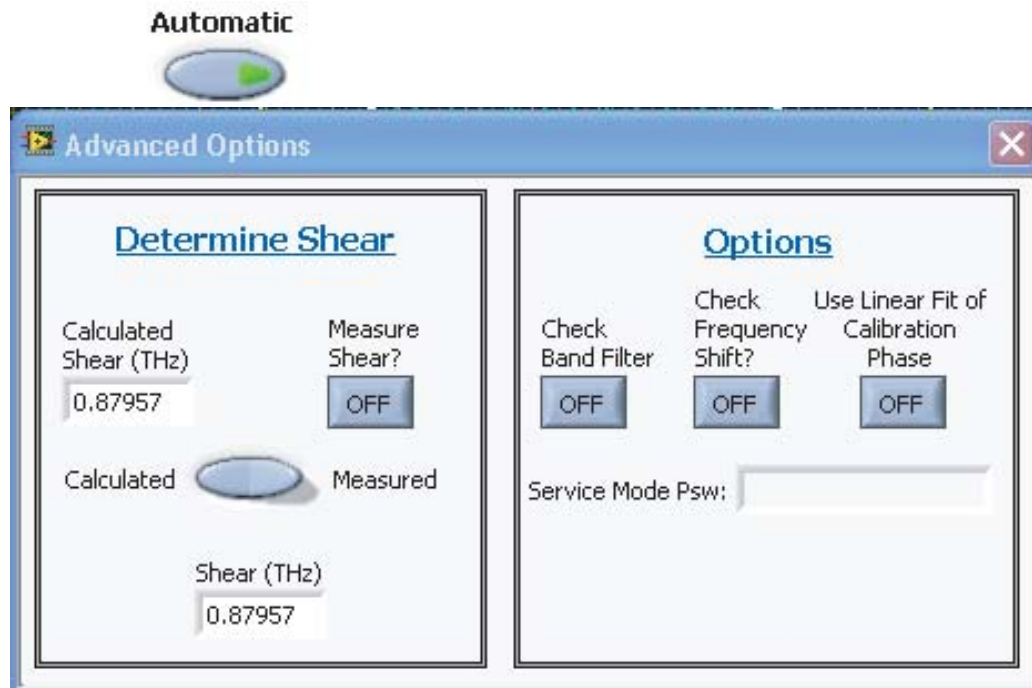 Automatic
Advanced Options
Determine Shear
Calculated
Shear (THz)
0.87957
Measure
Shear?
OFF
Calculated
Measured
Shear (THz)
0.87957
Options
Check
Band Filter
OFF
Check
Frequency
Shift?
OFF
Use Linear Fit of
Calibration
Phase
OFF
Service Mode Psw: